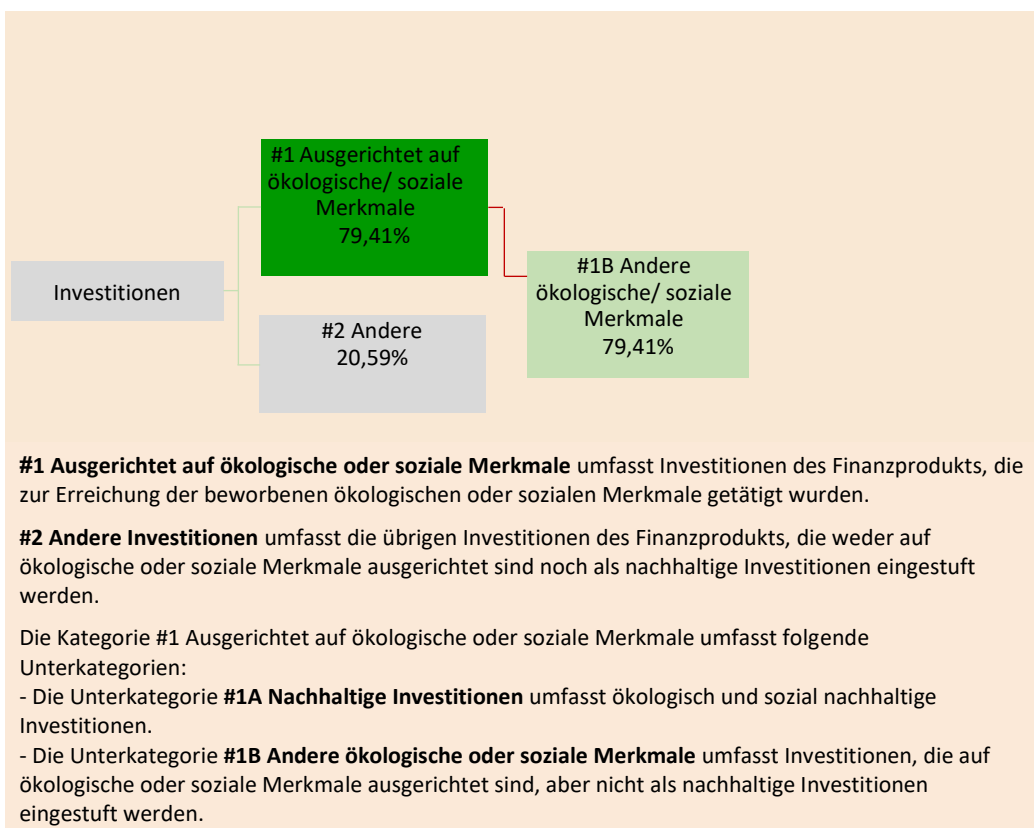 #1 Ausgerichtet auf
ökologische/ soziale
Merkmale
79,41%
Investitionen
#2 Andere
20,59%
#1B Andere
ökologische/ soziale
Merkmale
79,41%
#1 Ausgerichtet auf ökologische oder soziale Merkmale umfasst Investitionen des Finanzprodukts, die
zur Erreichung der beworbenen ökologischen oder sozialen Merkmale getätigt wurden.
#2 Andere Investitionen umfasst die übrigen Investitionen des Finanzprodukts, die weder auf
ökologische oder soziale Merkmale ausgerichtet sind noch als nachhaltige Investitionen eingestuft
werden.
Die Kategorie #1 Ausgerichtet auf ökologische oder soziale Merkmale umfasst folgende
Unterkategorien:
- Die Unterkategorie #1A Nachhaltige Investitionen umfasst ökologisch und sozial nachhaltige
Investitionen.
- Die Unterkategorie #1B Andere ökologische oder soziale Merkmale umfasst Investitionen, die auf
ökologische oder soziale Merkmale ausgerichtet sind, aber nicht als nachhaltige Investitionen
eingestuft werden.